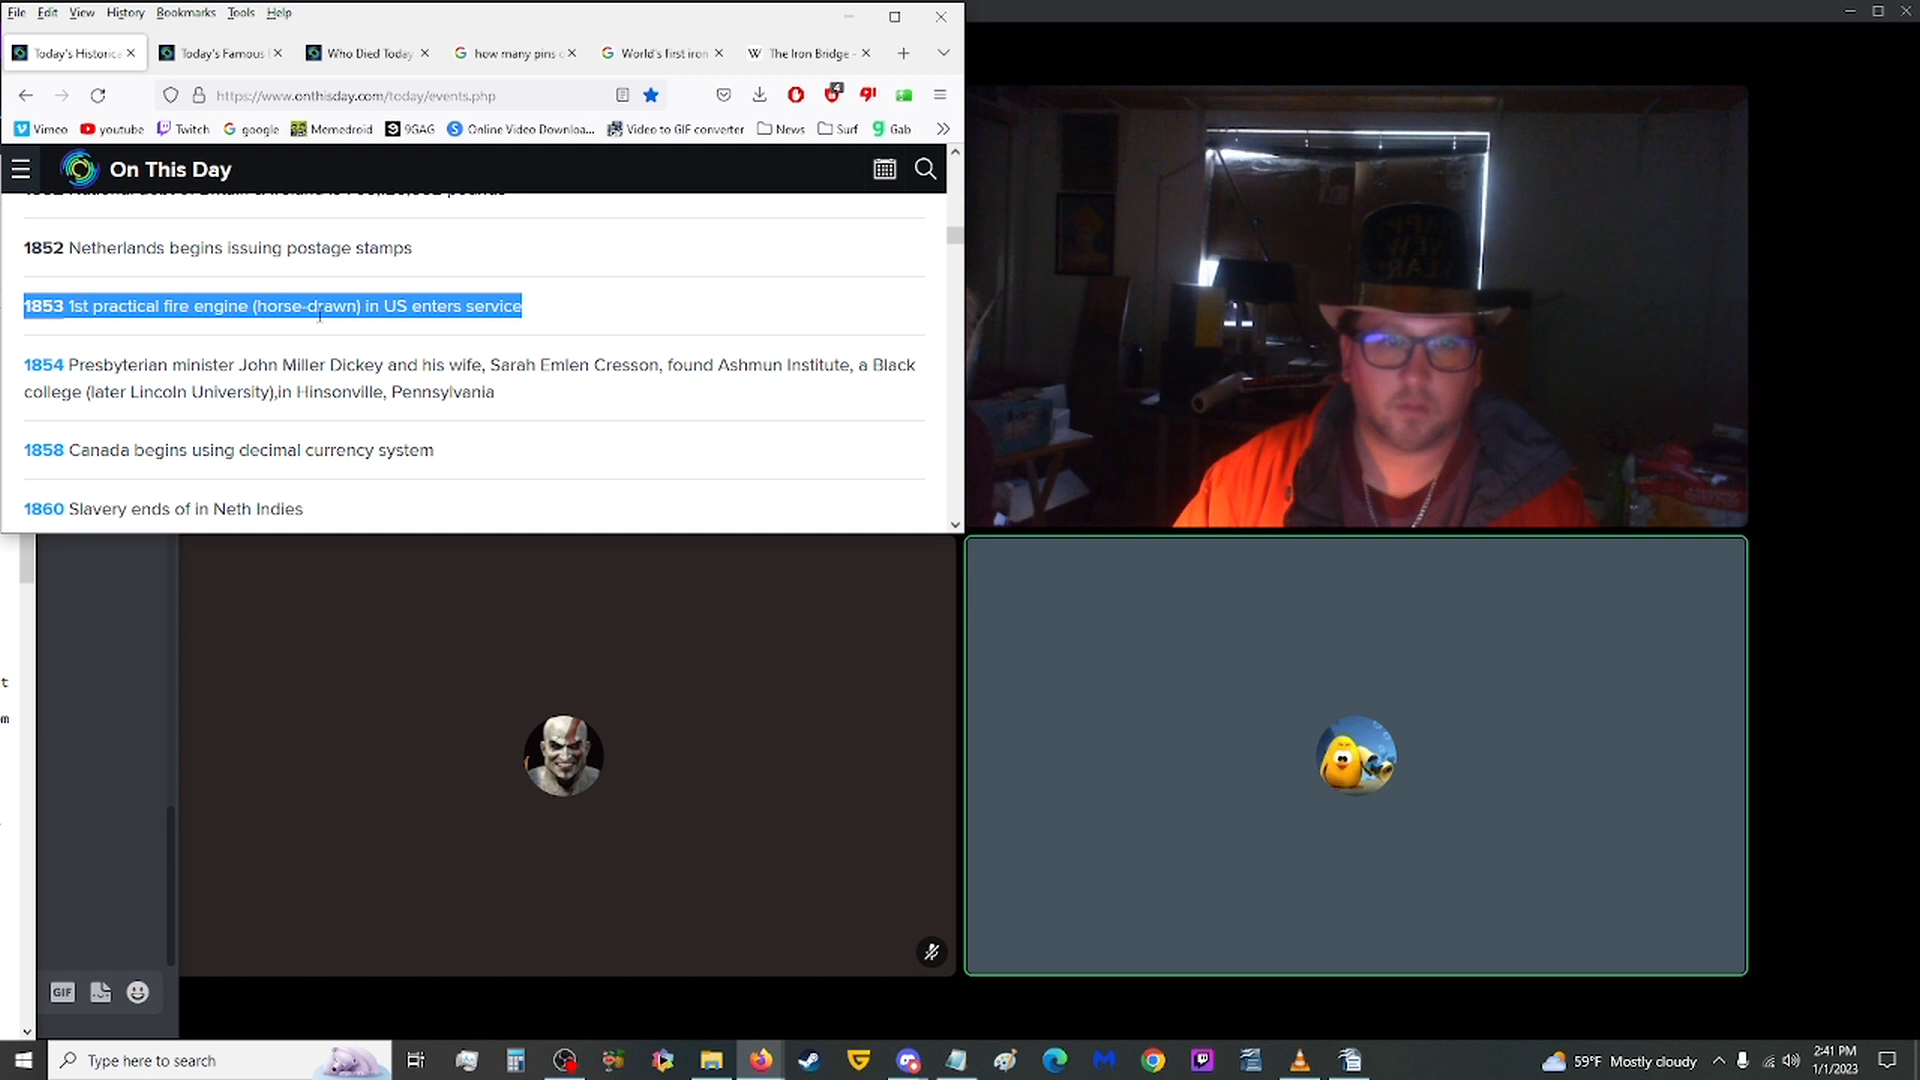 File Edit View History Bookmarks Tools Help
Today's Historica
Today's Famous
Who Died Today
how many pins o
World's first iron
The Iron Bridge -
https://www.onthisday.com/today/events.php
4
Vimeo youtube Twitch google Memedroid 9GAG Online Video Downloa... Video to GIF converter News Surf Gab
On This Day
1852 Netherlands begins issuing postage stamps
1853 1st practical fire engine (horse-drawn) in US enters service
1854 Presbyterian minister John Miller Dickey and his wife, Sarah Emlen Cresson, found Ashmun Institute, a Black
college (later Lincoln University),in Hinsonville, Pennsylvania
1858 Canada begins using decimal currency system
1860 Slavery ends of in Neth Indies
HAPPY
NEW
YEAR
t
m
GIF
Type here to search
59°F Mostly cloudy
2:41 PM
1/1/2023